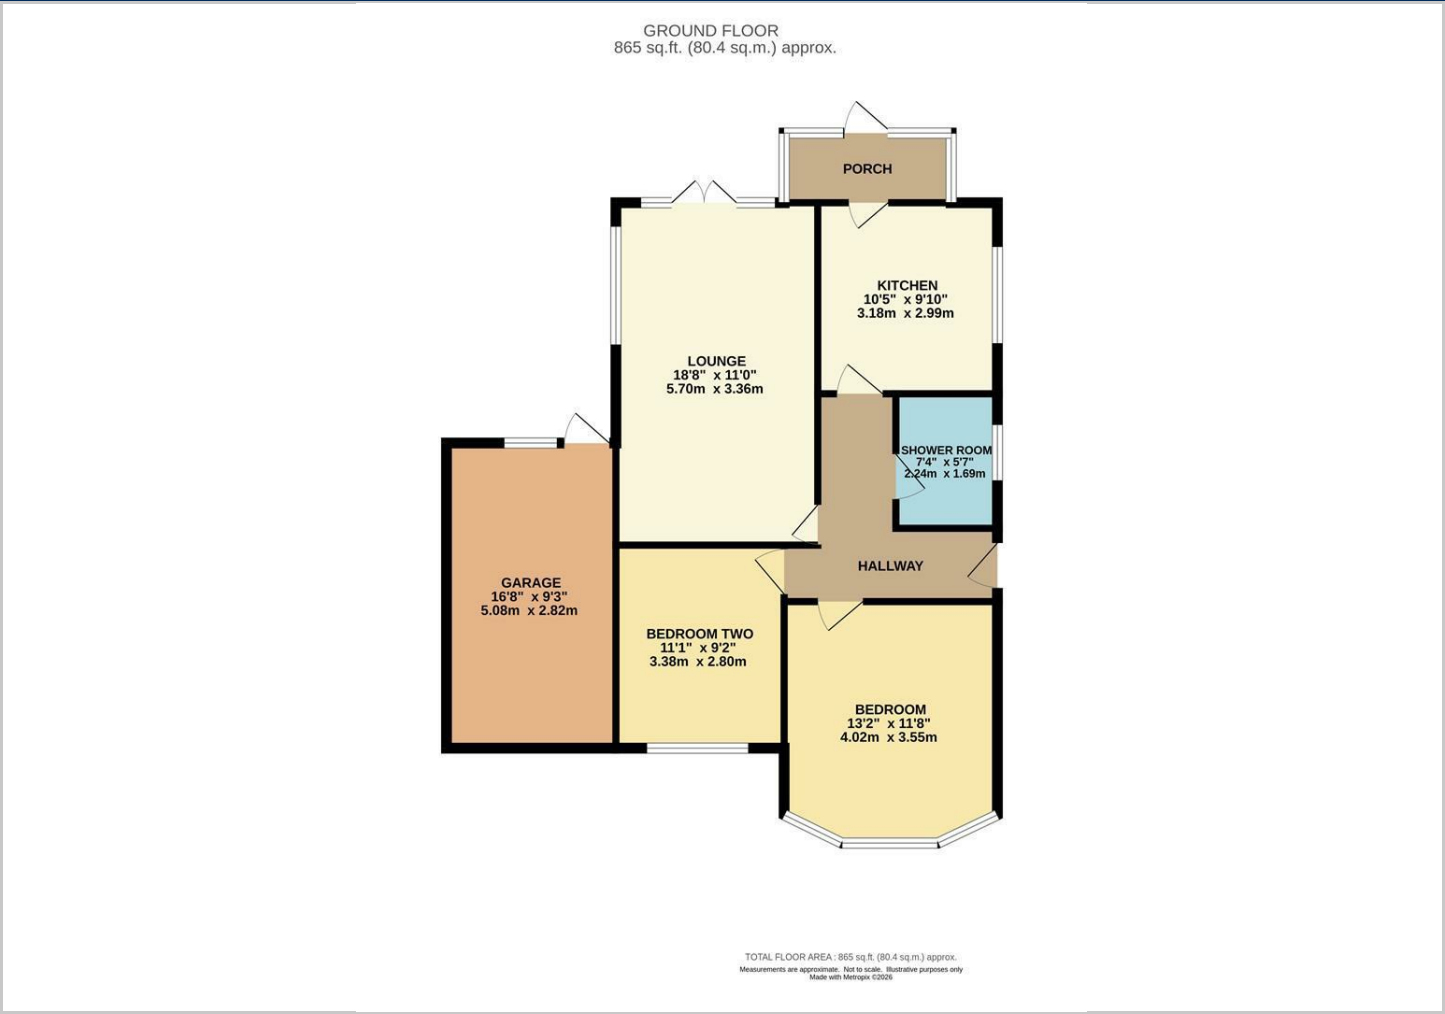 GROUND FLOOR
865 sq.ft. (80.4 sq.m.) approx.
PORCH
KITCHEN
10'5" x 9'10"
3.18m x 2.99m
LOUNGE
18'8" x 11'0"
5.70m x 3.36m
SHOWER ROOM
7'4" x 5'7"
2.24m x 1.69m
HALLWAY
GARAGE
16'8" x 9'3"
5.08m x 2.82m
BEDROOM TWO
11'1" x 9'2"
3.38m x 2.80m
BEDROOM
13'2" x 11'8"
4.02m x 3.55m
TOTAL FLOOR AREA : 865 sq.ft. (80.4 sq.m.) approx.
Measurements are approximate. Not to scale. Illustrative purposes only
Made with Metropix ©2026